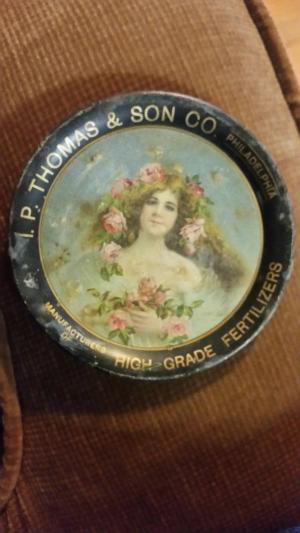 I. P. THOMAS & SON CO.
PHILADELPHIA
MANUFACTURERS
OF
HIGH-GRADE FERTILIZERS